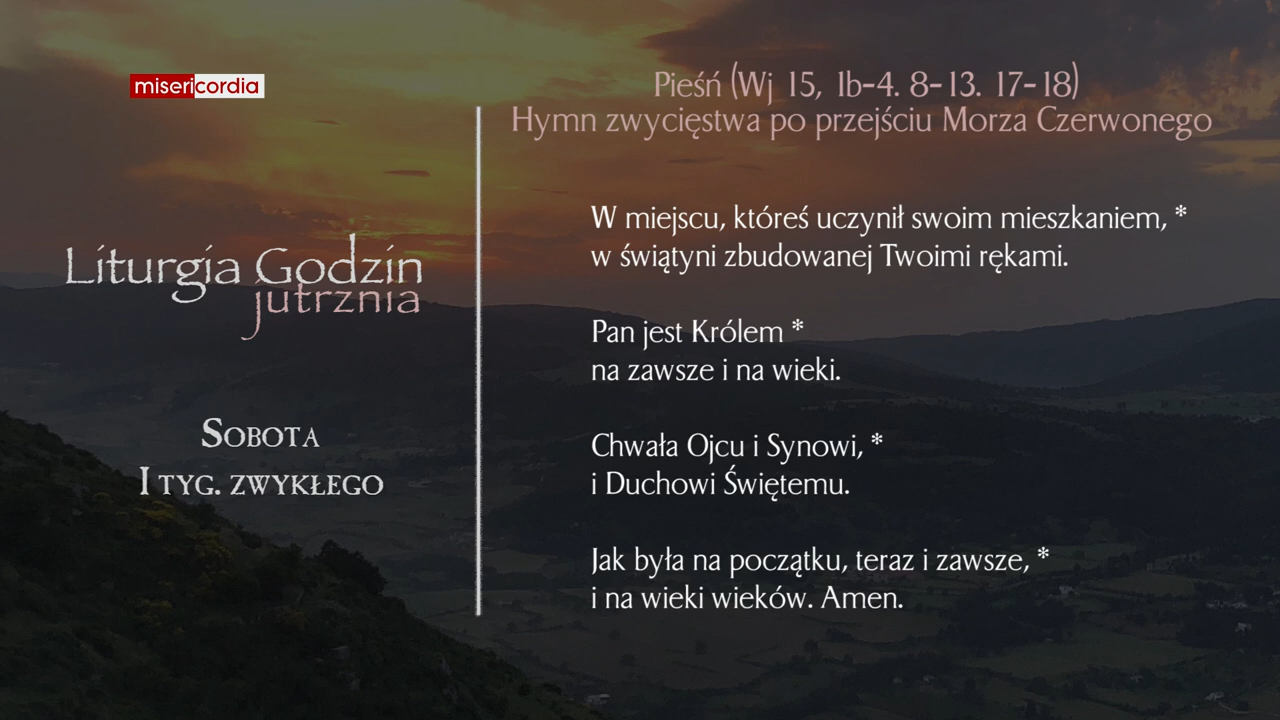 misericordia
Liturgia Godzin
jutrznia
Sobota
I tyg. zwykłego
Pieśń (Wj 15, 1b-4. 8-13. 17-18)
Hymn zwycięstwa po przejściu Morza Czerwonego
W miejscu, któreś uczynił swoim mieszkaniem, *
w świątyni zbudowanej Twoimi rękami.
Pan jest Królem *
na zawsze i na wieki.
Chwała Ojcu i Synowi, *
i Duchowi Świętemu.
Jak była na początku, teraz i zawsze, *
i na wieki wieków. Amen.